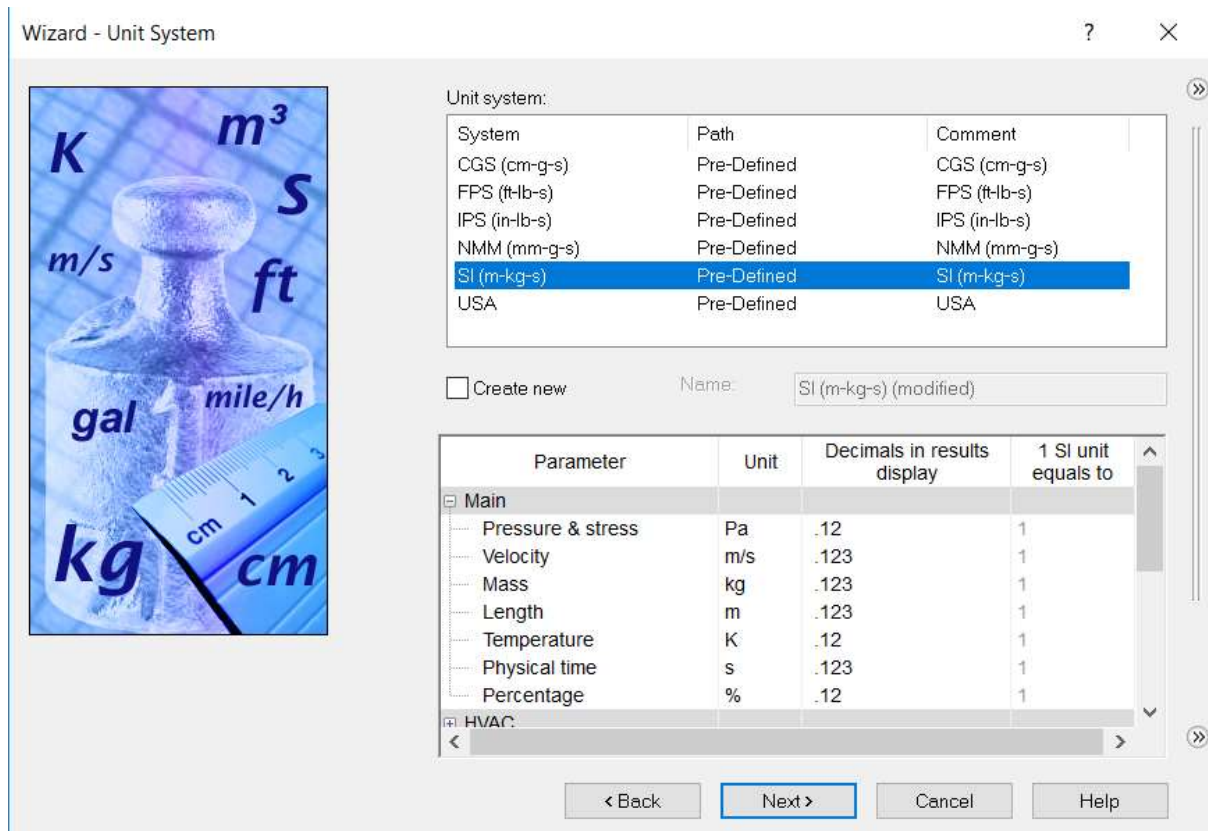 Wizard - Unit System ? ×
K m³
S
m/s ft
gal mile/h
kg cm 1 2 3
cm
Unit system:
System Path Comment
CGS (cm-g-s) Pre-Defined CGS (cm-g-s)
FPS (ft-lb-s) Pre-Defined FPS (ft-lb-s)
IPS (in-lb-s) Pre-Defined IPS (in-lb-s)
NMM (mm-g-s) Pre-Defined NMM (mm-g-s)
SI (m-kg-s) Pre-Defined SI (m-kg-s)
USA Pre-Defined USA
Create new Name: SI (m-kg-s) (modified)
Parameter Unit Decimals in results display 1 SI unit equals to
Main
Pressure & stress Pa .12 1
Velocity m/s .123 1
Mass kg .123 1
Length m .123 1
Temperature K .12 1
Physical time s .123 1
Percentage % .12 1
HVAC
< Back Next > Cancel Help